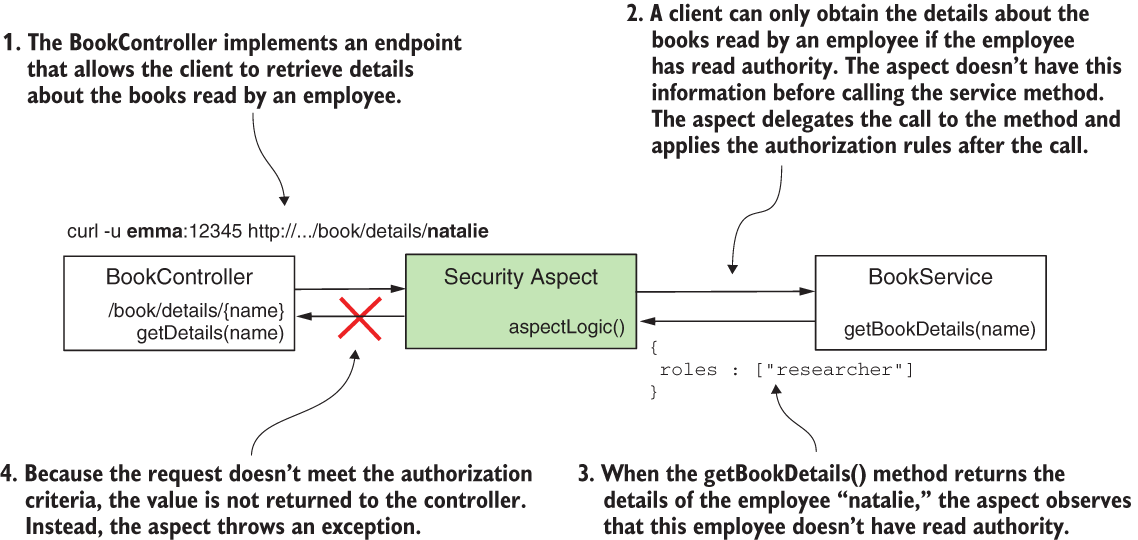 1. The BookController implements an endpoint
that allows the client to retrieve details
about the books read by an employee.
2. A client can only obtain the details about the
books read by an employee if the employee
has read authority. The aspect doesn’t have this
information before calling the service method.
The aspect delegates the call to the method and
applies the authorization rules after the call.
curl -u emma:12345 http://.../book/details/natalie
BookController
/book/details/{name}
getDetails(name)
Security Aspect
aspectLogic()
BookService
getBookDetails(name)
{
roles : ["researcher"]
}
4. Because the request doesn’t meet the authorization
criteria, the value is not returned to the controller.
Instead, the aspect throws an exception.
3. When the getBookDetails() method returns the
details of the employee “natalie,” the aspect observes
that this employee doesn’t have read authority.